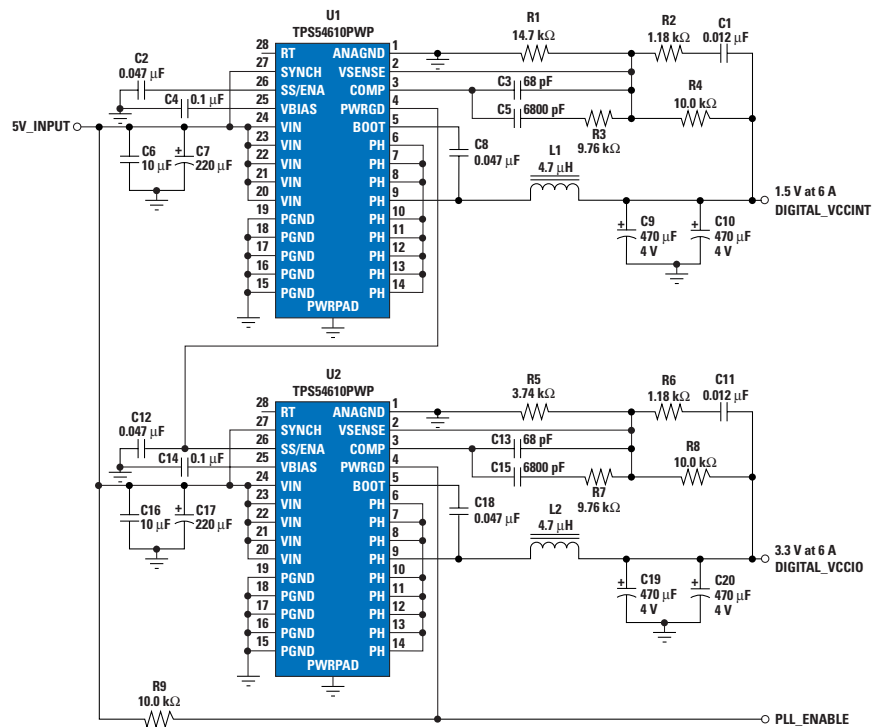 U1
TPS54610PWP
28 RT ANAGND 1
27 SYNCH VSENSE 2
26 SS/ENA COMP 3
25 VBIAS PWRGD 4
24 VIN BOOT 5
23 VIN PH 6
22 VIN PH 7
21 VIN PH 8
20 VIN PH 9
19 PGND PH 10
18 PGND PH 11
17 PGND PH 12
16 PGND PH 13
15 PGND PH 14
PWRPAD
C2
0.047 µF
C4 0.1 µF
5V_INPUT
C6
10 µF
+ C7
220 µF
R1
14.7 kΩ
R2
1.18 kΩ
C1
0.012 µF
C3 68 pF
C5 6800 pF
R3
9.76 kΩ
R4
10.0 kΩ
C8
0.047 µF
L1
4.7 µH
+ C9
470 µF
4 V
+ C10
470 µF
4 V
1.5 V at 6 A
DIGITAL_VCCINT
U2
TPS54610PWP
28 RT ANAGND 1
27 SYNCH VSENSE 2
26 SS/ENA COMP 3
25 VBIAS PWRGD 4
24 VIN BOOT 5
23 VIN PH 6
22 VIN PH 7
21 VIN PH 8
20 VIN PH 9
19 PGND PH 10
18 PGND PH 11
17 PGND PH 12
16 PGND PH 13
15 PGND PH 14
PWRPAD
C12
0.047 µF
C14 0.1 µF
C16
10 µF
+ C17
220 µF
R5
3.74 kΩ
R6
1.18 kΩ
C11
0.012 µF
C13 68 pF
C15 6800 pF
R7
9.76 kΩ
R8
10.0 kΩ
C18
0.047 µF
L2
4.7 µH
+ C19
470 µF
4 V
+ C20
470 µF
4 V
3.3 V at 6 A
DIGITAL_VCCIO
R9
10.0 kΩ
PLL_ENABLE